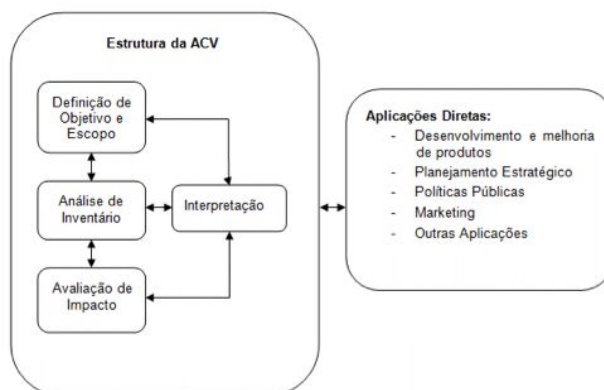 Estrutura da ACV
Definição de
Objetivo e
Escopo
Análise de
Inventário
Interpretação
Avaliação de
Impacto
Aplicações Diretas:
- Desenvolvimento e melhoria
de produtos
- Planejamento Estratégico
- Políticas Públicas
- Marketing
- Outras Aplicações